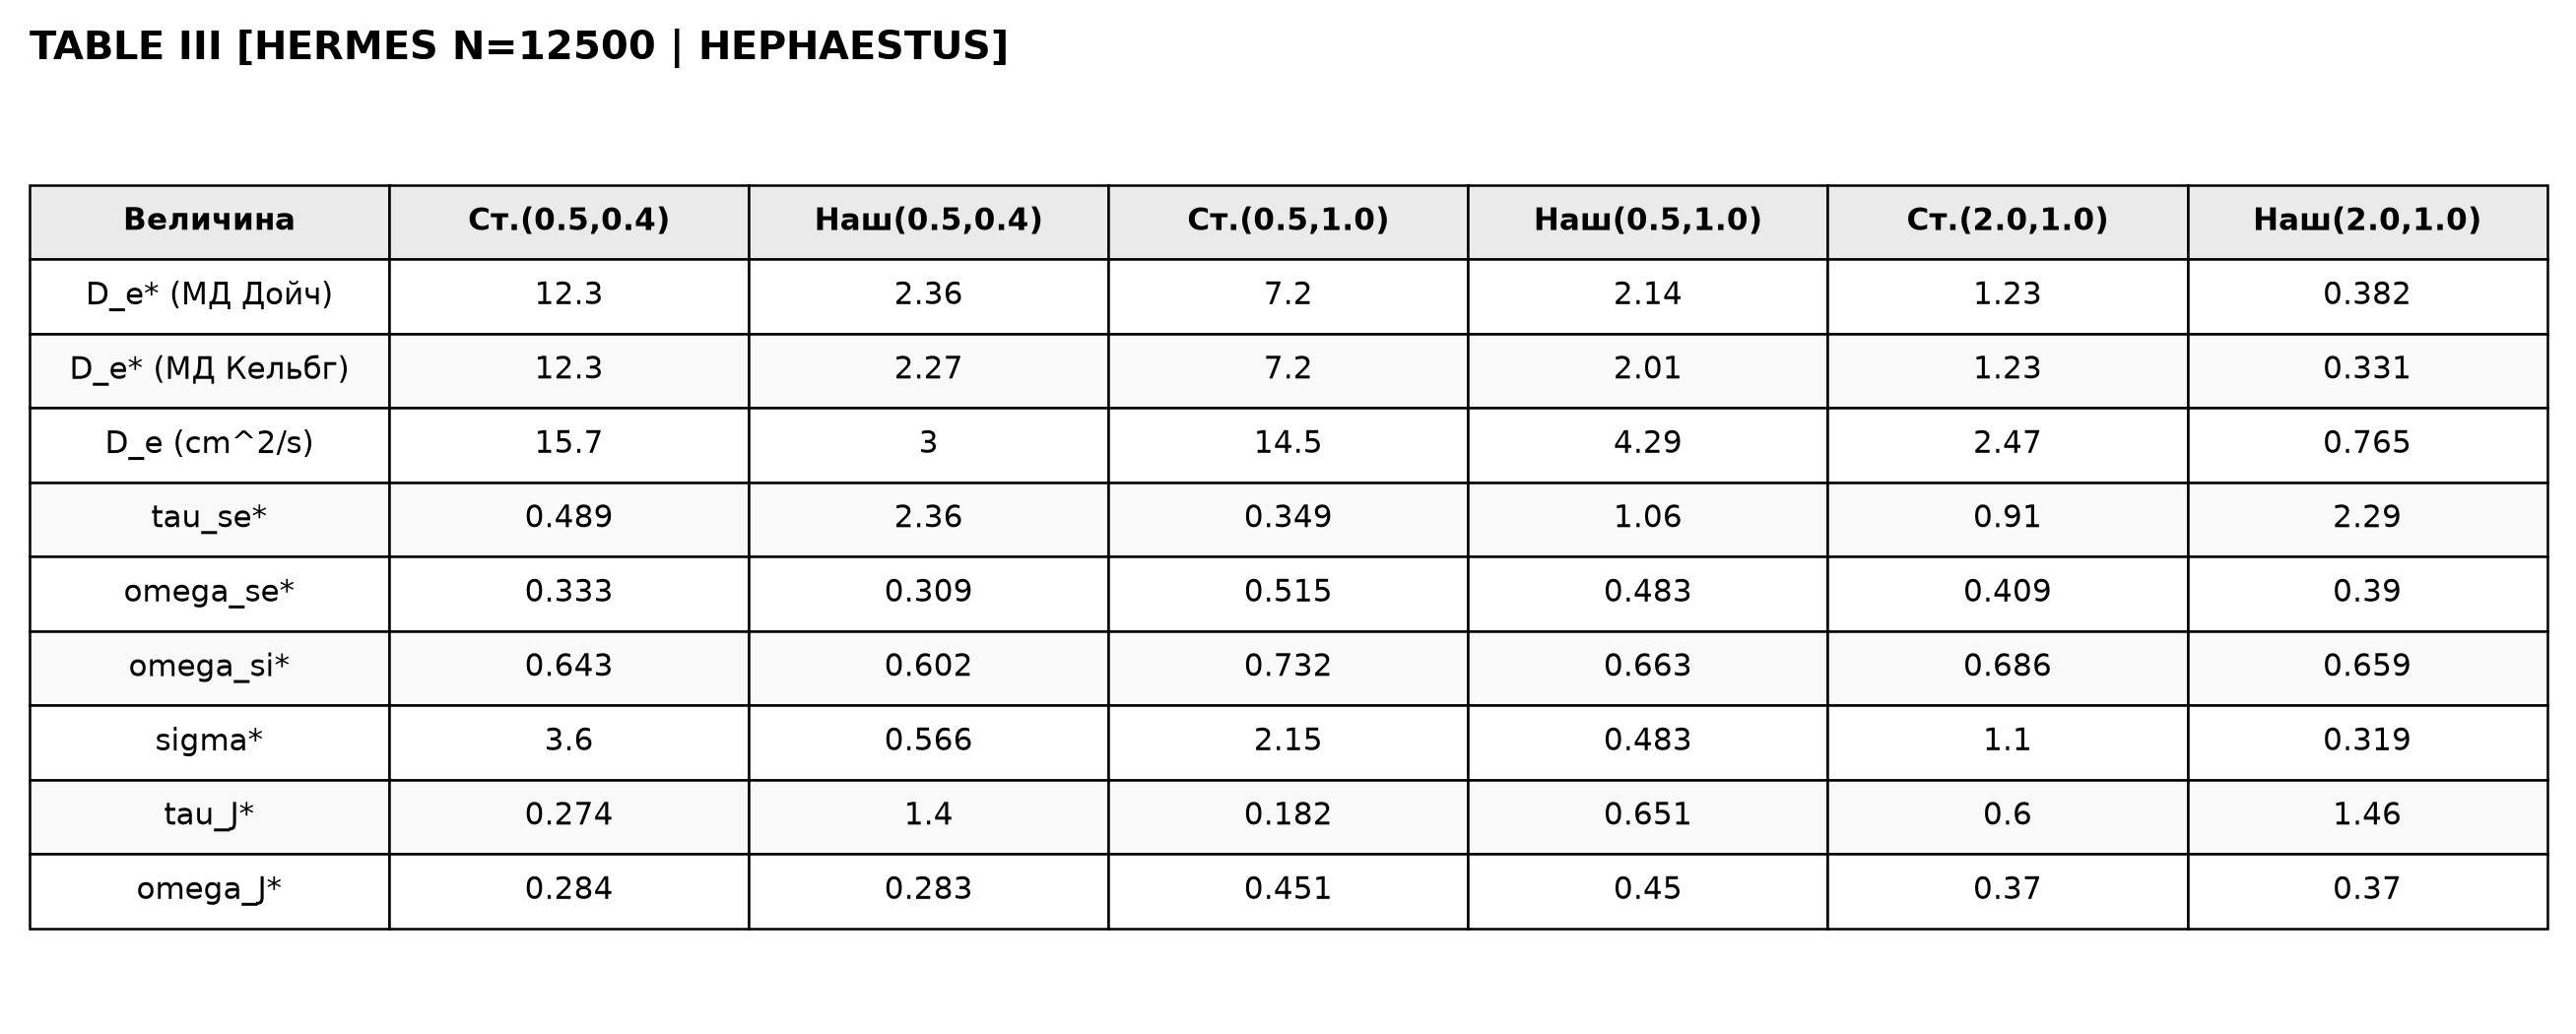 TABLE III [HERMES N=12500 | HEPHAESTUS]
Величина Ст.(0.5,0.4) Наш(0.5,0.4) Ст.(0.5,1.0) Наш(0.5,1.0) Ст.(2.0,1.0) Наш(2.0,1.0)
D_e* (МД Дойч) 12.3 2.36 7.2 2.14 1.23 0.382
D_e* (МД Кельбг) 12.3 2.27 7.2 2.01 1.23 0.331
D_e (cm^2/s) 15.7 3 14.5 4.29 2.47 0.765
tau_se* 0.489 2.36 0.349 1.06 0.91 2.29
omega_se* 0.333 0.309 0.515 0.483 0.409 0.39
omega_si* 0.643 0.602 0.732 0.663 0.686 0.659
sigma* 3.6 0.566 2.15 0.483 1.1 0.319
tau_J* 0.274 1.4 0.182 0.651 0.6 1.46
omega_J* 0.284 0.283 0.451 0.45 0.37 0.37